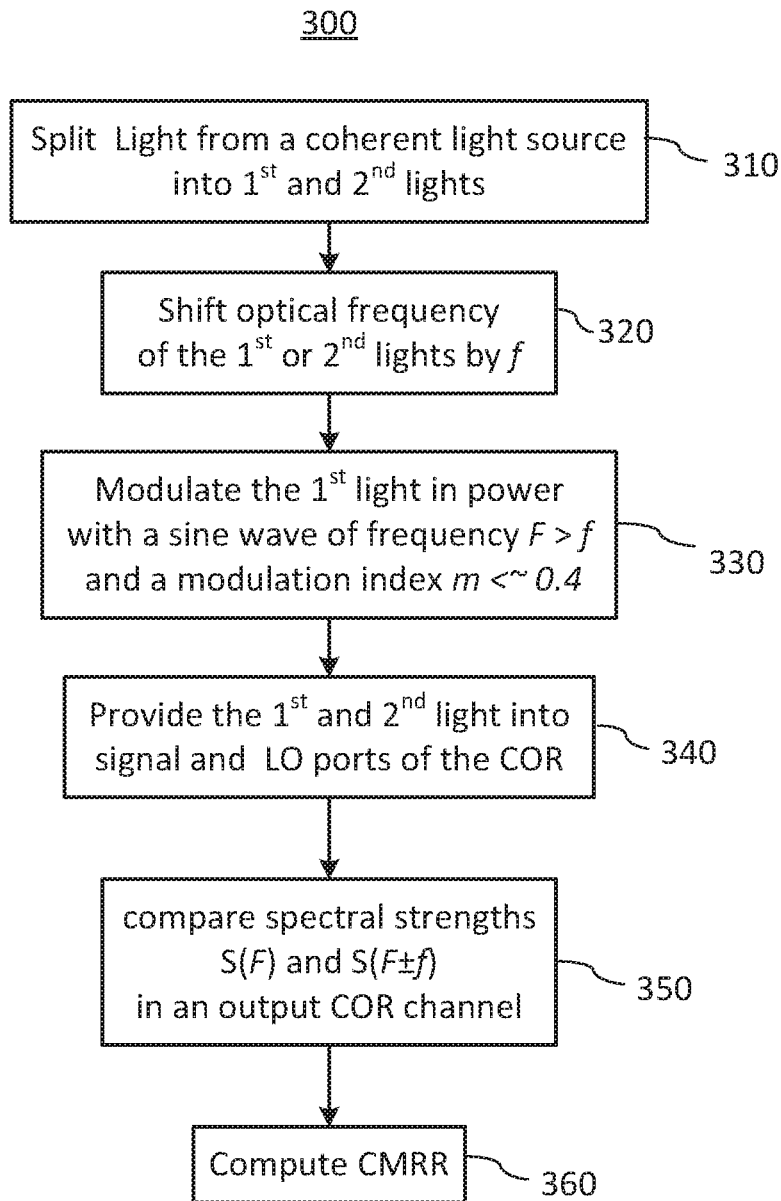 300
Split Light from a coherent light source
into 1st and 2nd lights
310
Shift optical frequency
of the 1st or 2nd lights by f
320
Modulate the 1st light in power
with a sine wave of frequency F > f
and a modulation index m <~ 0.4
330
Provide the 1st and 2nd light into
signal and LO ports of the COR
340
compare spectral strengths
S(F) and S(F±f)
in an output COR channel
350
Compute CMRR
360